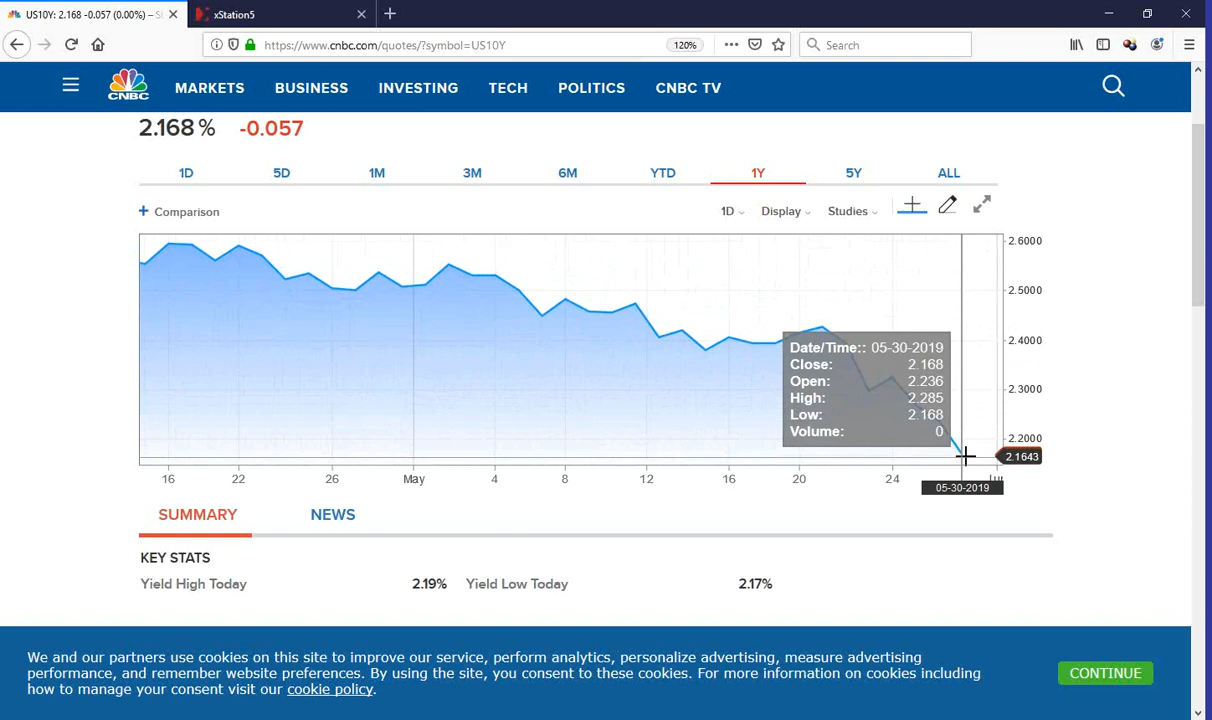 US10Y: 2.168 -0.057 (0.00%) – S
xStation5
https://www.cnbc.com/quotes/?symbol=US10Y
120%
Search
CNBC
MARKETS
BUSINESS
INVESTING
TECH
POLITICS
CNBC TV
2.168 %
-0.057
1D
5D
1M
3M
6M
YTD
1Y
5Y
ALL
+ Comparison
1D
Display
Studies
2.6000
2.5000
2.4000
2.3000
2.2000
2.1643
Date/Time:: 05-30-2019
Close: 2.168
Open: 2.236
High: 2.285
Low: 2.168
Volume: 0
16
22
26
May
4
8
12
16
20
24
05-30-2019
SUMMARY
NEWS
KEY STATS
Yield High Today 2.19% Yield Low Today 2.17%
We and our partners use cookies on this site to improve our service, perform analytics, personalize advertising, measure advertising
performance, and remember website preferences. By using the site, you consent to these cookies. For more information on cookies including
how to manage your consent visit our cookie policy.
CONTINUE